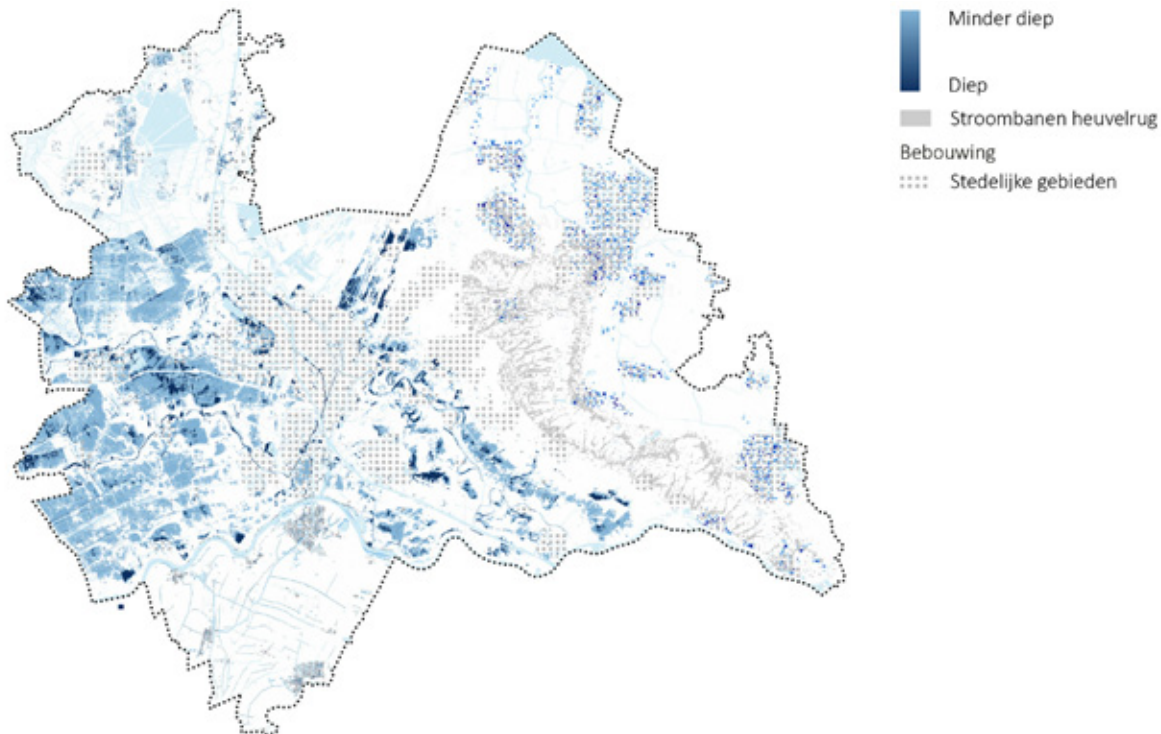 Minder diep
Diep
Stroombanen heuvelrug
Bebouwing
Stedelijke gebieden